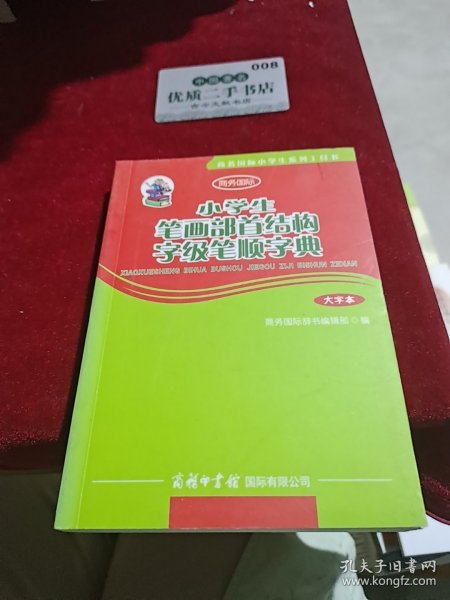 008
中国书店
优质二手书店
商务国际小学生系列工具书
商务国际
小学生
笔画部首结构
字级笔顺字典
XIAOXUESHENG BIHUA BUSHOU JIEGOU ZIJI BISHUN ZIDIAN
大字本
商务国际辞书编辑部 编
商务印书馆 国际有限公司
孔夫子旧书网
www.kongfz.com